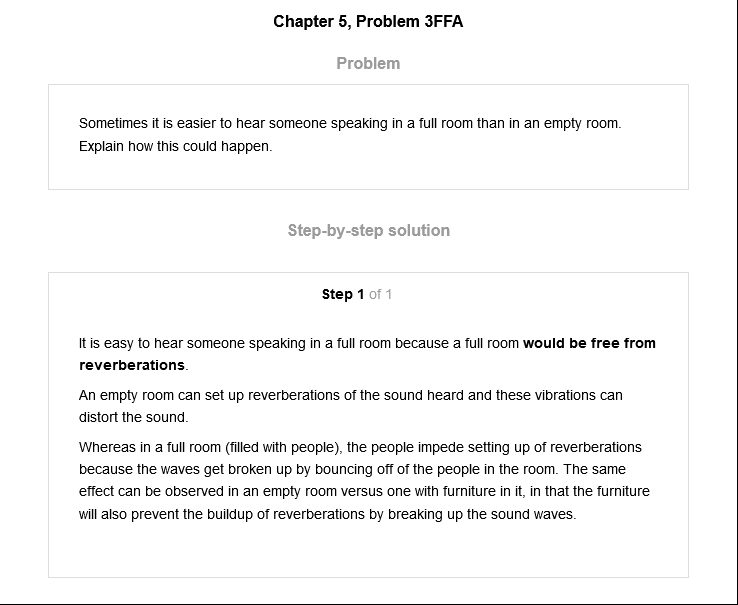 Chapter 5, Problem 3FFA
Problem
Sometimes it is easier to hear someone speaking in a full room than in an empty room.
Explain how this could happen.
Step-by-step solution
Step 1 of 1
It is easy to hear someone speaking in a full room because a full room would be free from
reverberations.
An empty room can set up reverberations of the sound heard and these vibrations can
distort the sound.
Whereas in a full room (filled with people), the people impede setting up of reverberations
because the waves get broken up by bouncing off of the people in the room. The same
effect can be observed in an empty room versus one with furniture in it, in that the furniture
will also prevent the buildup of reverberations by breaking up the sound waves.